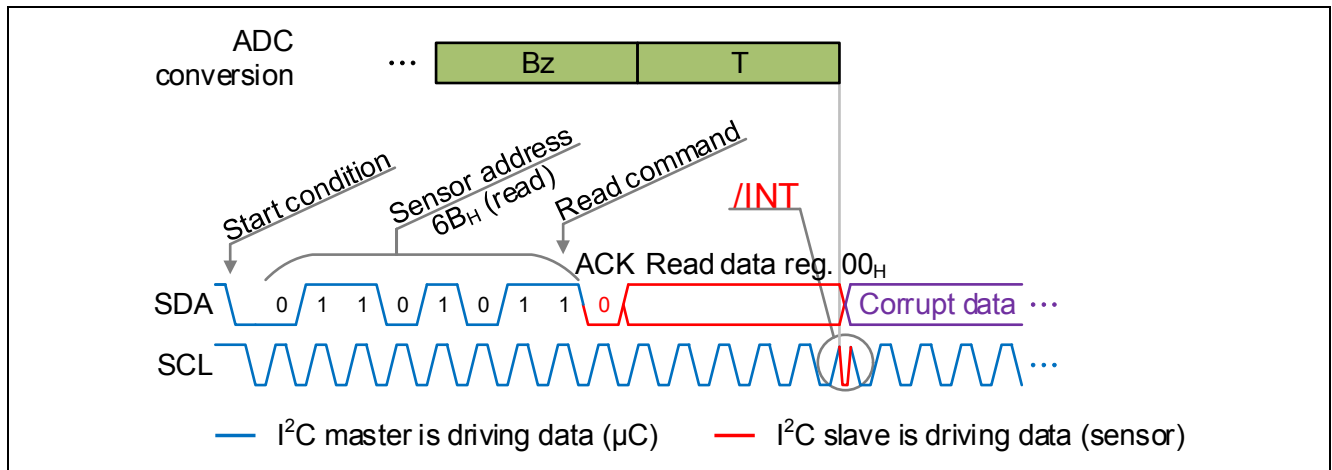 ADC
conversion
... Bz T
Start condition
Sensor address
6BH (read)
Read command
/INT
ACK Read data reg. 00H
SDA 0 1 1 0 1 0 1 1 0 Corrupt data ...
SCL ...
I2C master is driving data (µC) I2C slave is driving data (sensor)